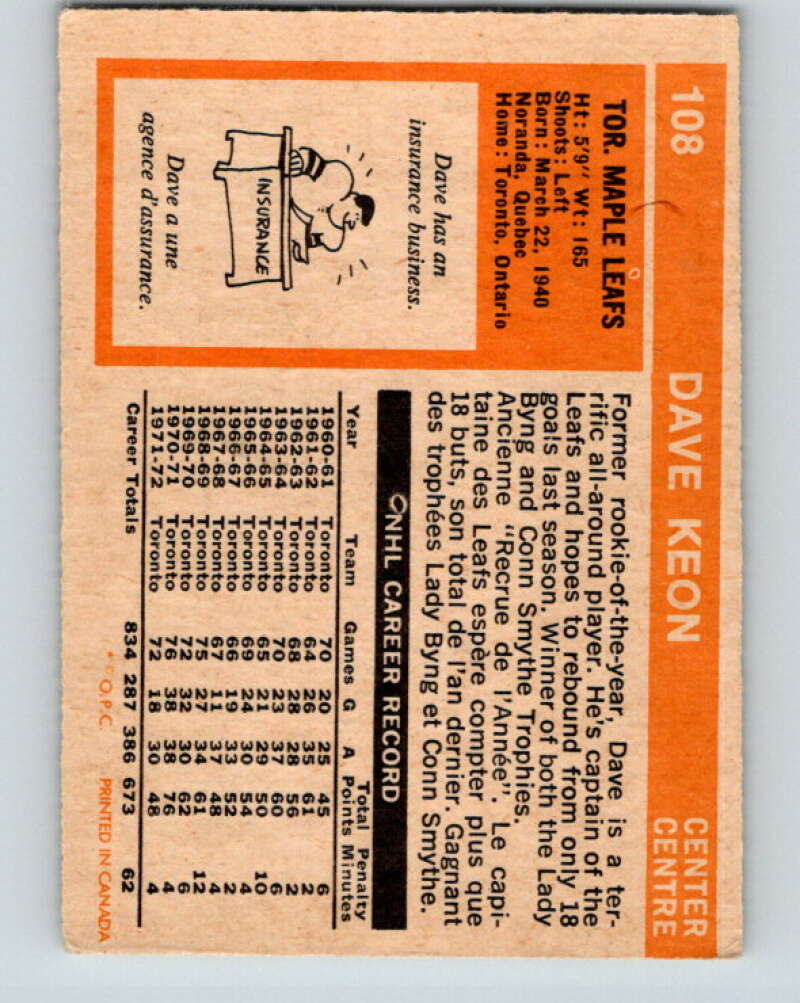 108 DAVE KEON CENTER
CENTRE
TOR. MAPLE LEAFS
Ht: 5'9" Wt: 165
Shoots: Left
Born: March 22, 1940
Noranda, Quebec
Home: Toronto, Ontario
Dave has an
insurance business.
INSURANCE
Dave a une
agence d'assurance.
Former rookie-of-the-year, Dave is a ter-
rific all-around player. He's captain of the
Leafs and hopes to rebound from only 18
goals last season. Winner of both the Lady
Byng and Conn Smythe Trophies.
Ancienne "Recrue de l'Année". Le capi-
taine des Leafs espère compter plus que
18 buts, son total de l'an dernier. Gagnant
des trophées Lady Byng et Conn Smythe.
NHL CAREER RECORD
Total Penalty
Year Team Games G A Points Minutes
1960-61 Toronto 70 20 25 45 6
1961-62 Toronto 64 26 35 61 2
1962-63 Toronto 68 28 28 56 2
1963-64 Toronto 70 23 37 60 6
1964-65 Toronto 65 21 29 50 10
1965-66 Toronto 69 24 30 54 4
1966-67 Toronto 66 19 33 52 2
1967-68 Toronto 67 11 37 48 4
1968-69 Toronto 75 27 34 61 12
1969-70 Toronto 72 32 30 62 6
1970-71 Toronto 76 38 38 76 4
1971-72 Toronto 72 18 30 48 4
Career Totals 834 287 386 673 62
O.P.C. PRINTED IN CANADA